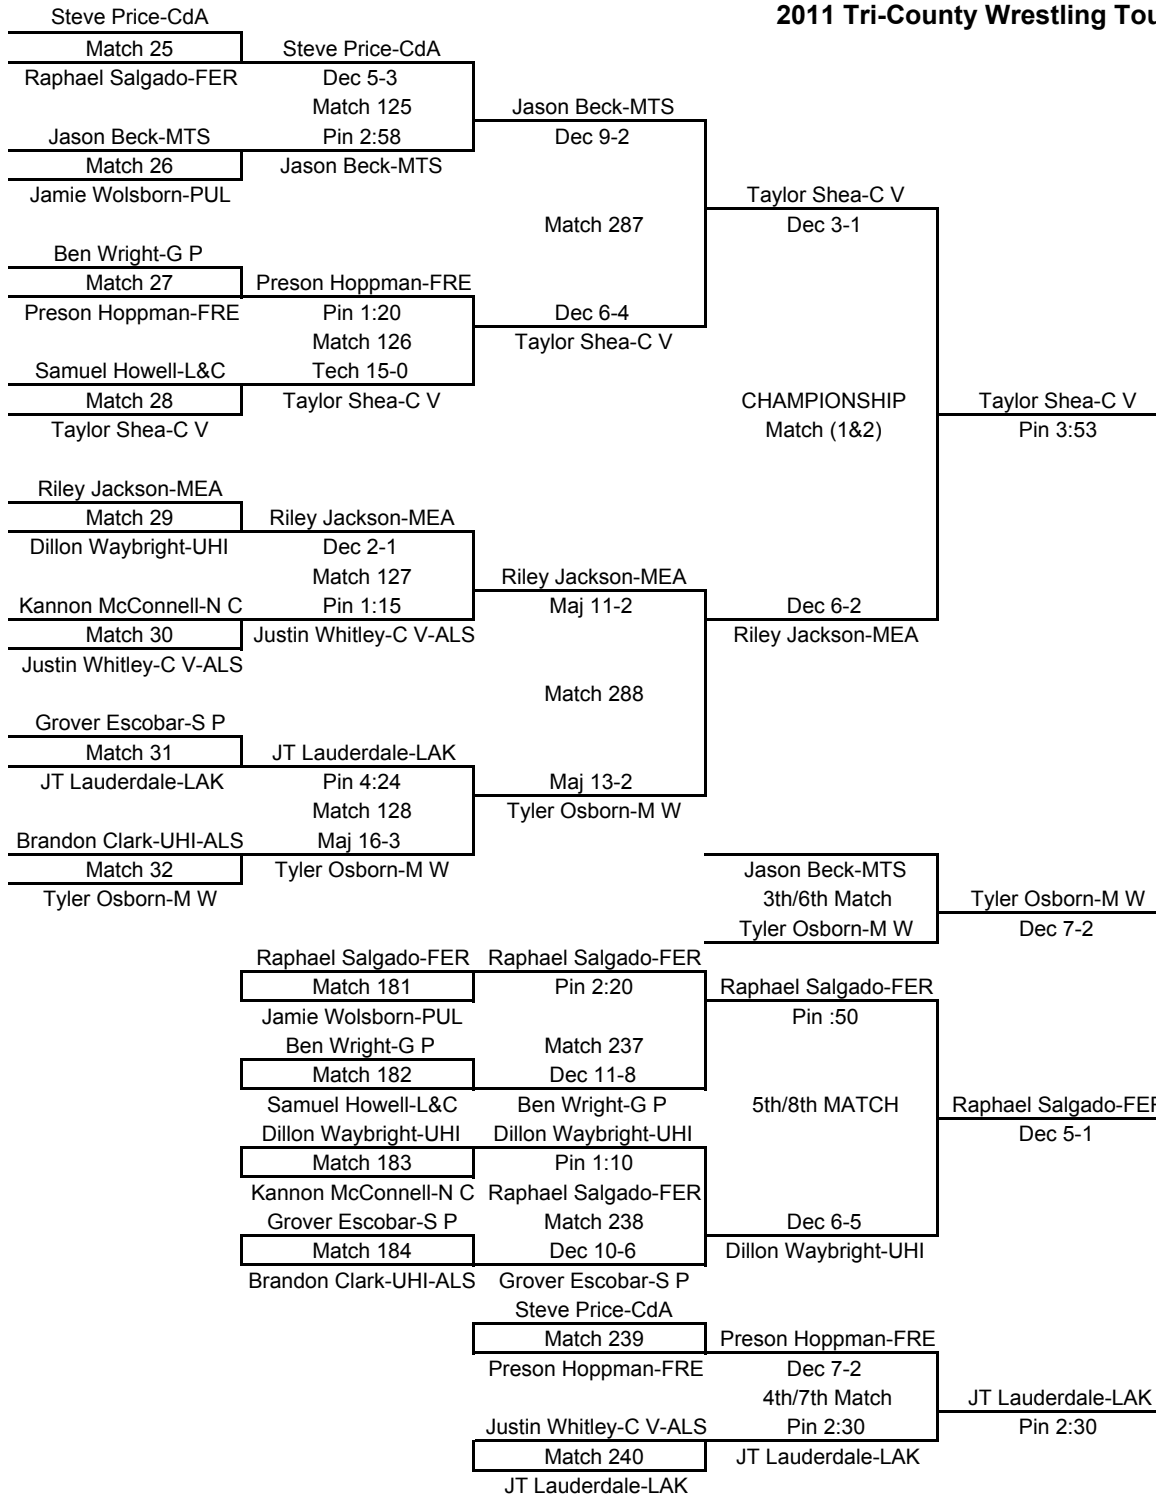 2011 Tri-County Wrestling Tou
Steve Price-CdA
Match 25
Steve Price-CdA
Raphael Salgado-FER
Dec 5-3
Match 125
Jason Beck-MTS
Jason Beck-MTS
Pin 2:58
Dec 9-2
Match 26
Jason Beck-MTS
Jamie Wolsborn-PUL
Taylor Shea-C V
Match 287
Dec 3-1
Ben Wright-G P
Match 27
Preson Hoppman-FRE
Preson Hoppman-FRE
Pin 1:20
Dec 6-4
Match 126
Taylor Shea-C V
Samuel Howell-L&C
Tech 15-0
Match 28
Taylor Shea-C V
CHAMPIONSHIP
Taylor Shea-C V
Taylor Shea-C V
Match (1&2)
Pin 3:53
Riley Jackson-MEA
Match 29
Riley Jackson-MEA
Dillon Waybright-UHI
Dec 2-1
Match 127
Riley Jackson-MEA
Kannon McConnell-N C
Pin 1:15
Maj 11-2
Dec 6-2
Match 30
Justin Whitley-C V-ALS
Riley Jackson-MEA
Justin Whitley-C V-ALS
Match 288
Grover Escobar-S P
Match 31
JT Lauderdale-LAK
JT Lauderdale-LAK
Pin 4:24
Maj 13-2
Match 128
Tyler Osborn-M W
Brandon Clark-UHI-ALS
Maj 16-3
Match 32
Tyler Osborn-M W
Jason Beck-MTS
Tyler Osborn-M W
3th/6th Match
Tyler Osborn-M W
Tyler Osborn-M W
Dec 7-2
Raphael Salgado-FER
Raphael Salgado-FER
Match 181
Pin 2:20
Raphael Salgado-FER
Jamie Wolsborn-PUL
Pin :50
Ben Wright-G P
Match 237
Match 182
Dec 11-8
Samuel Howell-L&C
Ben Wright-G P
5th/8th MATCH
Raphael Salgado-FER
Dillon Waybright-UHI
Dillon Waybright-UHI
Dec 5-1
Match 183
Pin 1:10
Kannon McConnell-N C
Raphael Salgado-FER
Grover Escobar-S P
Match 238
Dec 6-5
Match 184
Dec 10-6
Dillon Waybright-UHI
Brandon Clark-UHI-ALS
Grover Escobar-S P
Steve Price-CdA
Match 239
Preson Hoppman-FRE
Preson Hoppman-FRE
Dec 7-2
4th/7th Match
JT Lauderdale-LAK
Justin Whitley-C V-ALS
Pin 2:30
Pin 2:30
Match 240
JT Lauderdale-LAK
JT Lauderdale-LAK